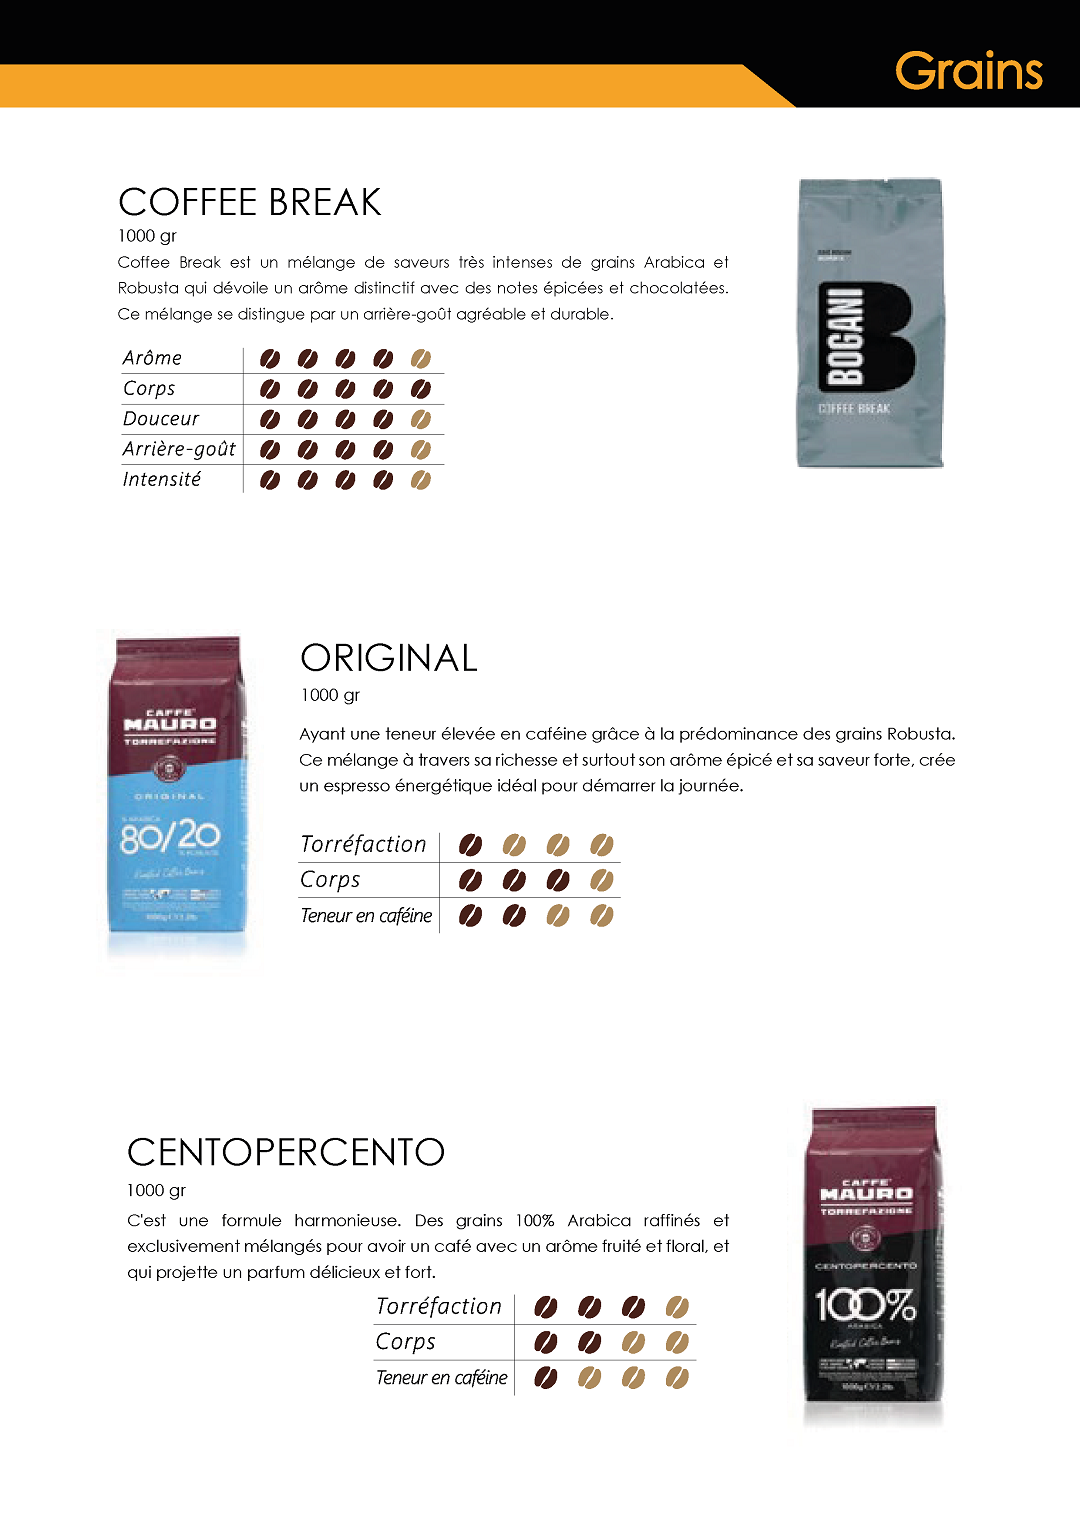 Grains
COFFEE BREAK
1000 gr
Coffee Break est un mélange de saveurs très intenses de grains Arabica et
Robusta qui dévoile un arôme distinctif avec des notes épicées et chocolatées.
Ce mélange se distingue par un arrière-goût agréable et durable.
Arôme
Corps
Douceur
Arrière-goût
Intensité
BOGANI
COFFEE BREAK
ORIGINAL
1000 gr
Ayant une teneur élevée en caféine grâce à la prédominance des grains Robusta.
Ce mélange à travers sa richesse et surtout son arôme épicé et sa saveur forte, crée
un espresso énergétique idéal pour démarrer la journée.
Torréfaction
Corps
Teneur en caféine
CAFFE'
MAURO
TORREFAZIONE
ORIGINAL
% ARABICA
80/20
Roasted Coffee Beans
CENTOPERCENTO
1000 gr
C'est une formule harmonieuse. Des grains 100% Arabica raffinés et
exclusivement mélangés pour avoir un café avec un arôme fruité et floral, et
qui projette un parfum délicieux et fort.
Torréfaction
Corps
Teneur en caféine
CAFFE'
MAURO
TORREFAZIONE
CENTOPERCENTO
100%
ARABICA
Roasted Coffee Beans